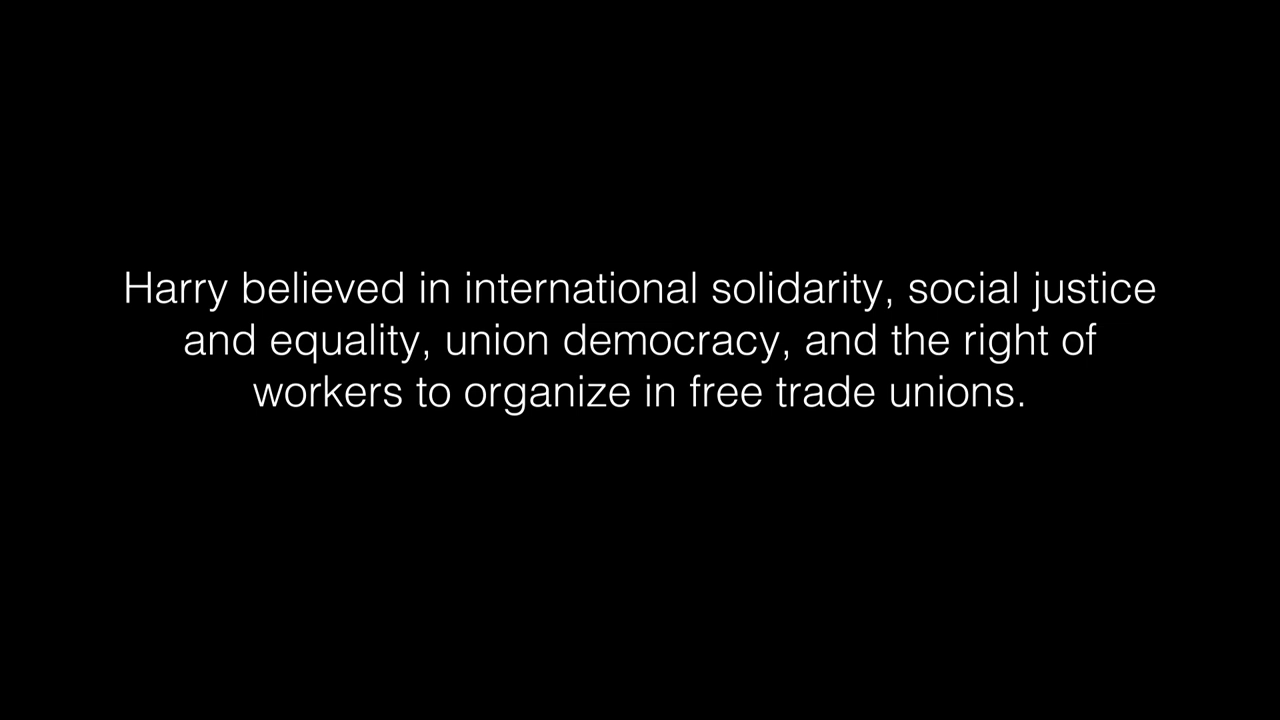 Harry believed in international solidarity, social justice
and equality, union democracy, and the right of
workers to organize in free trade unions.